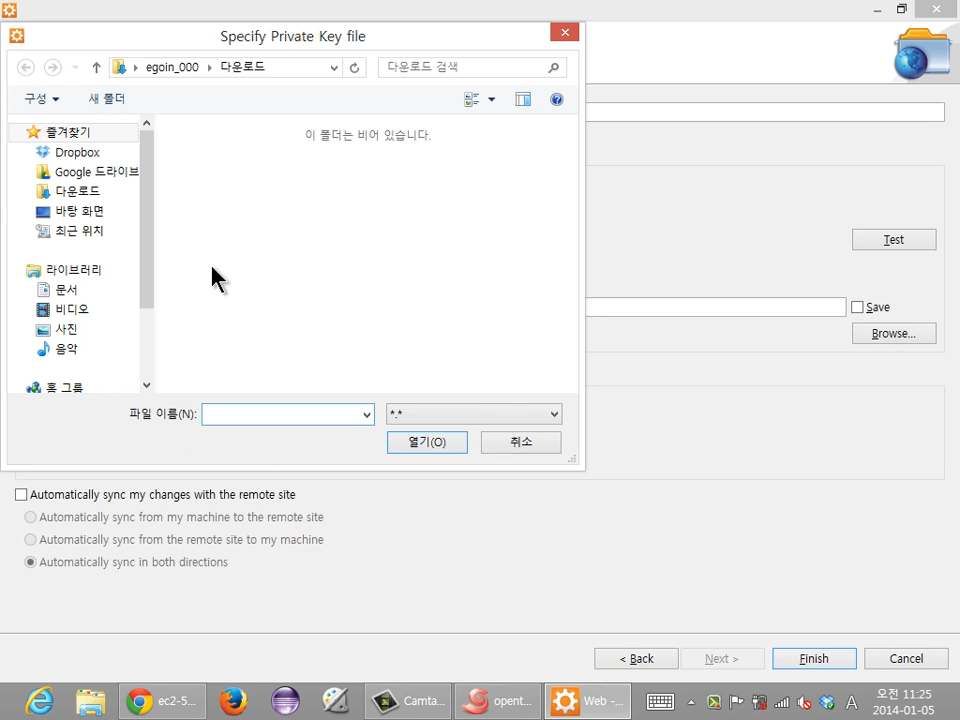 Specify Private Key file
egoin_000
다운로드
다운로드 검색
구성
새 폴더
즐겨찾기
이 폴더는 비어 있습니다.
Dropbox
Google 드라이브
다운로드
바탕 화면
최근 위치
Test
라이브러리
문서
비디오
Save
사진
Browse...
음악
홈 그룹
파일 이름(N):
*.*
열기(O)
취소
Automatically sync my changes with the remote site
Automatically sync from my machine to the remote site
Automatically sync from the remote site to my machine
Automatically sync in both directions
< Back
Next >
Finish
Cancel
ec2-5...
Camta...
opent...
Web -...
A
오전 11:25
2014-01-05